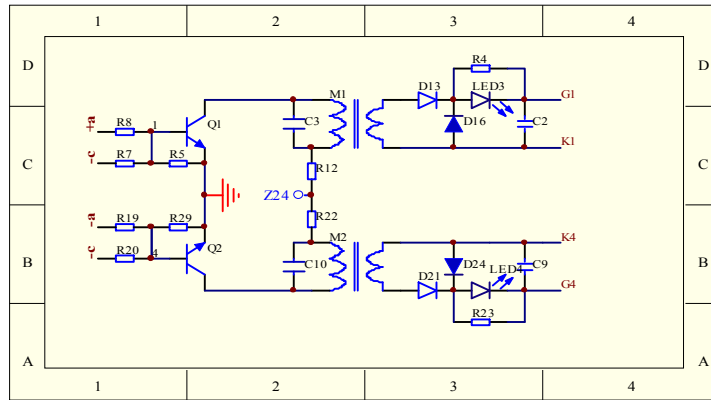 1 2 3 4
D D
R4
D13 LED3
M1
G1
+a R8 1 Q1 C3 D16 C2
-c R7 R5 K1
C C
R12
Z24
R22
-a R19 R29 M2 K4
-c R20 4 Q2 C10 D24 LED4 C9
B B
D21 G4
R23
A A
1 2 3 4